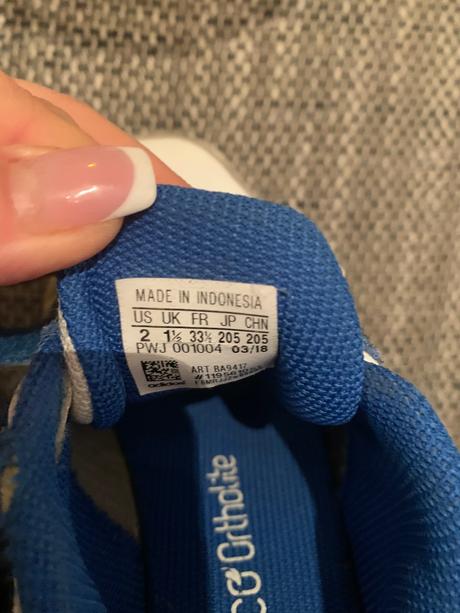 MADE IN INDONESIA
US UK FR JP CHN
2 1½ 33½ 205 205
PWJ 001004 03/18
ART BA9417
adidas
OrthoLite